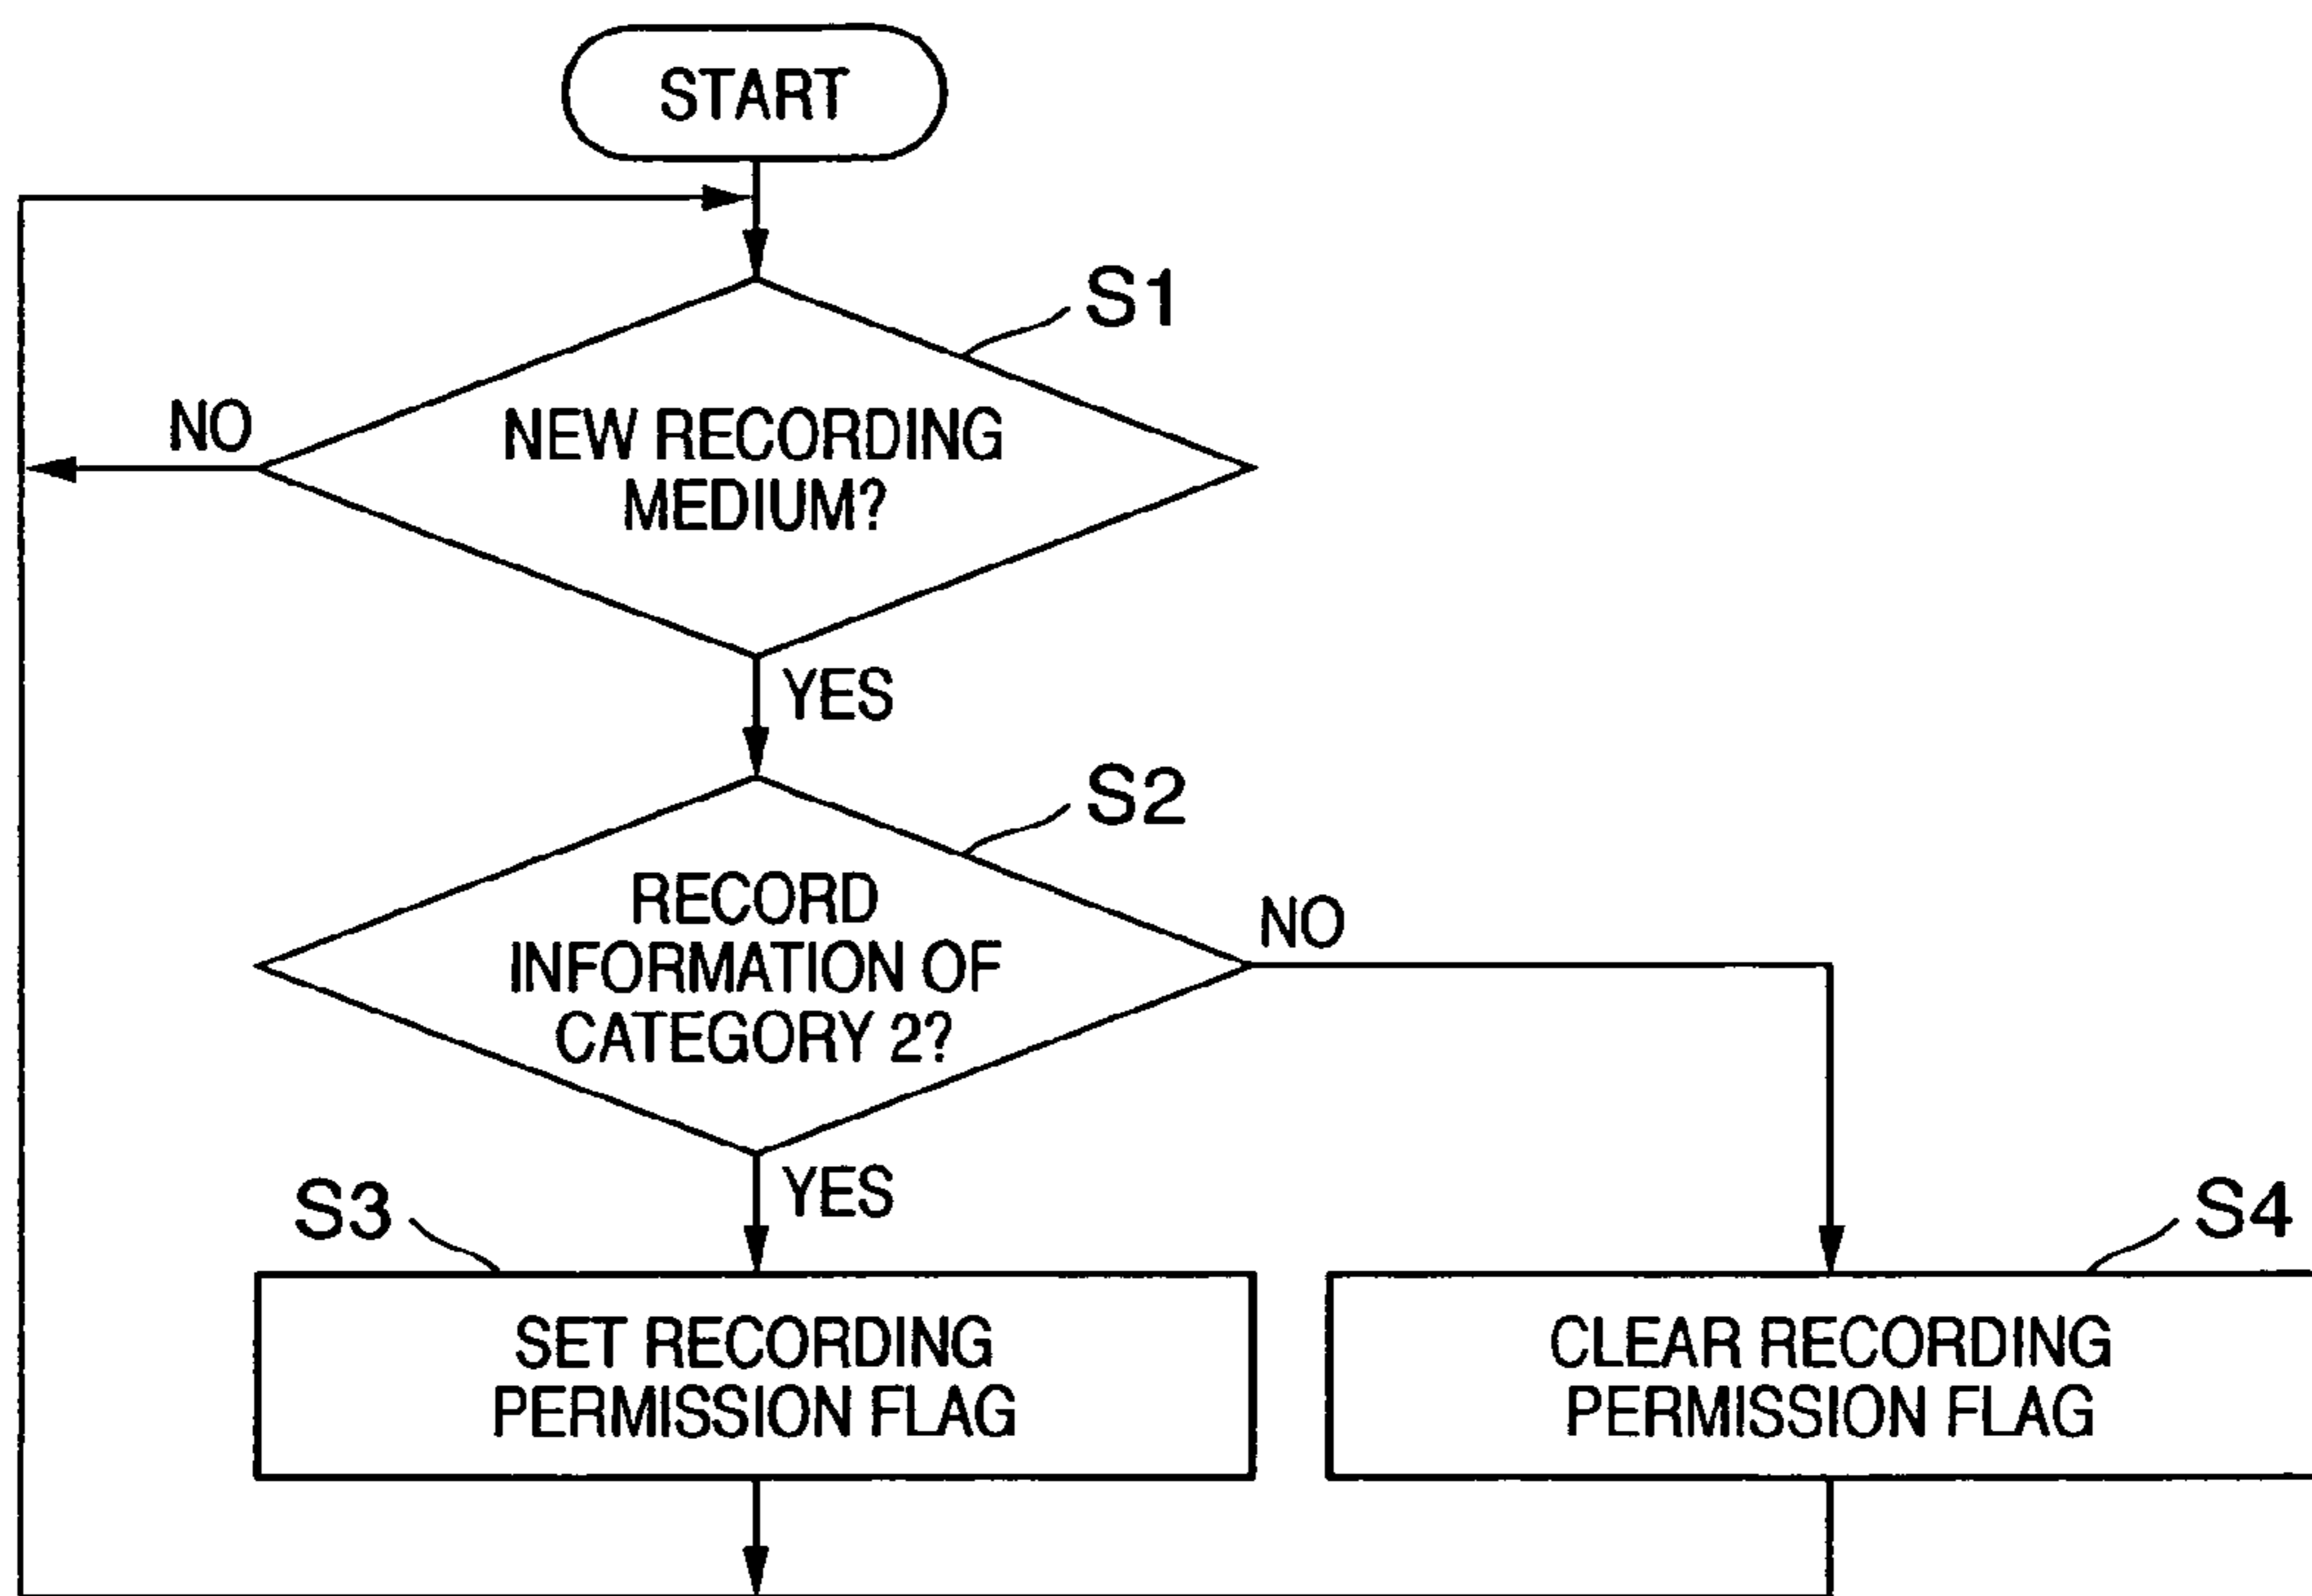 START
S1
NO
NEW RECORDING
MEDIUM?
YES
S2
RECORD
INFORMATION OF
CATEGORY 2?
NO
YES
S3
S4
SET RECORDING
PERMISSION FLAG
CLEAR RECORDING
PERMISSION FLAG